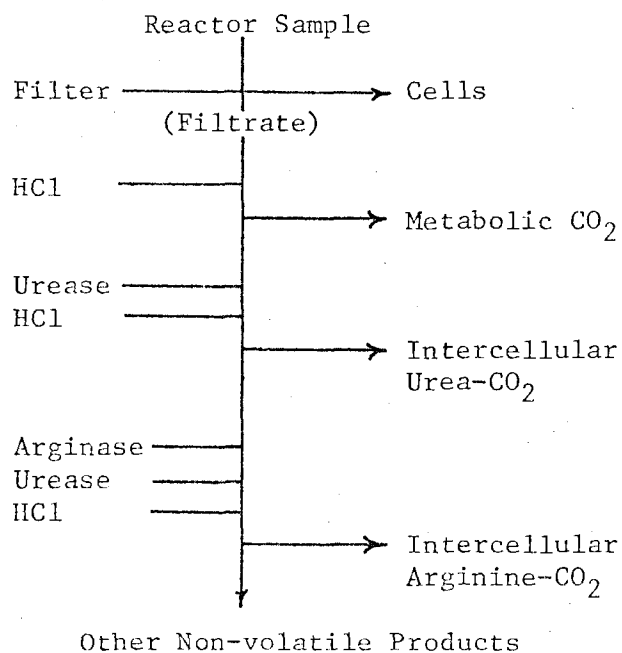 Reactor Sample
Filter
Cells
(Filtrate)
HCl
Metabolic CO2
Urease
HCl
Intercellular
Urea-CO2
Arginase
Urease
HCl
Intercellular
Arginine-CO2
Other Non-volatile Products